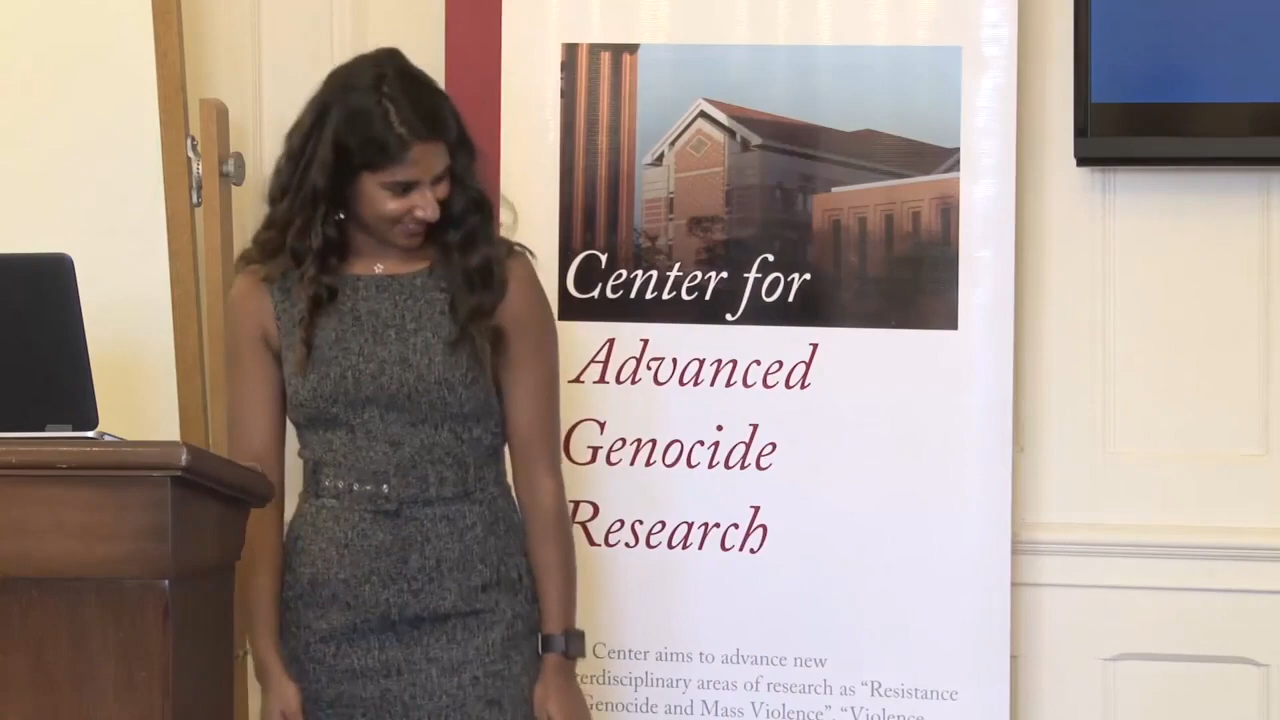 Center for
Advanced
Genocide
Research
Center aims to advance new
erdisciplinary areas of research as “Resistance
Genocide and Mass Violence”, “Violence